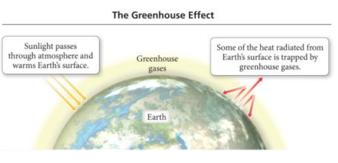 The Greenhouse Effect
Sunlight passes
through atmosphere and
warms Earth's surface.
Greenhouse
gases
Some of the heat radiated from
Earth's surface is trapped by
greenhouse gases.
Earth